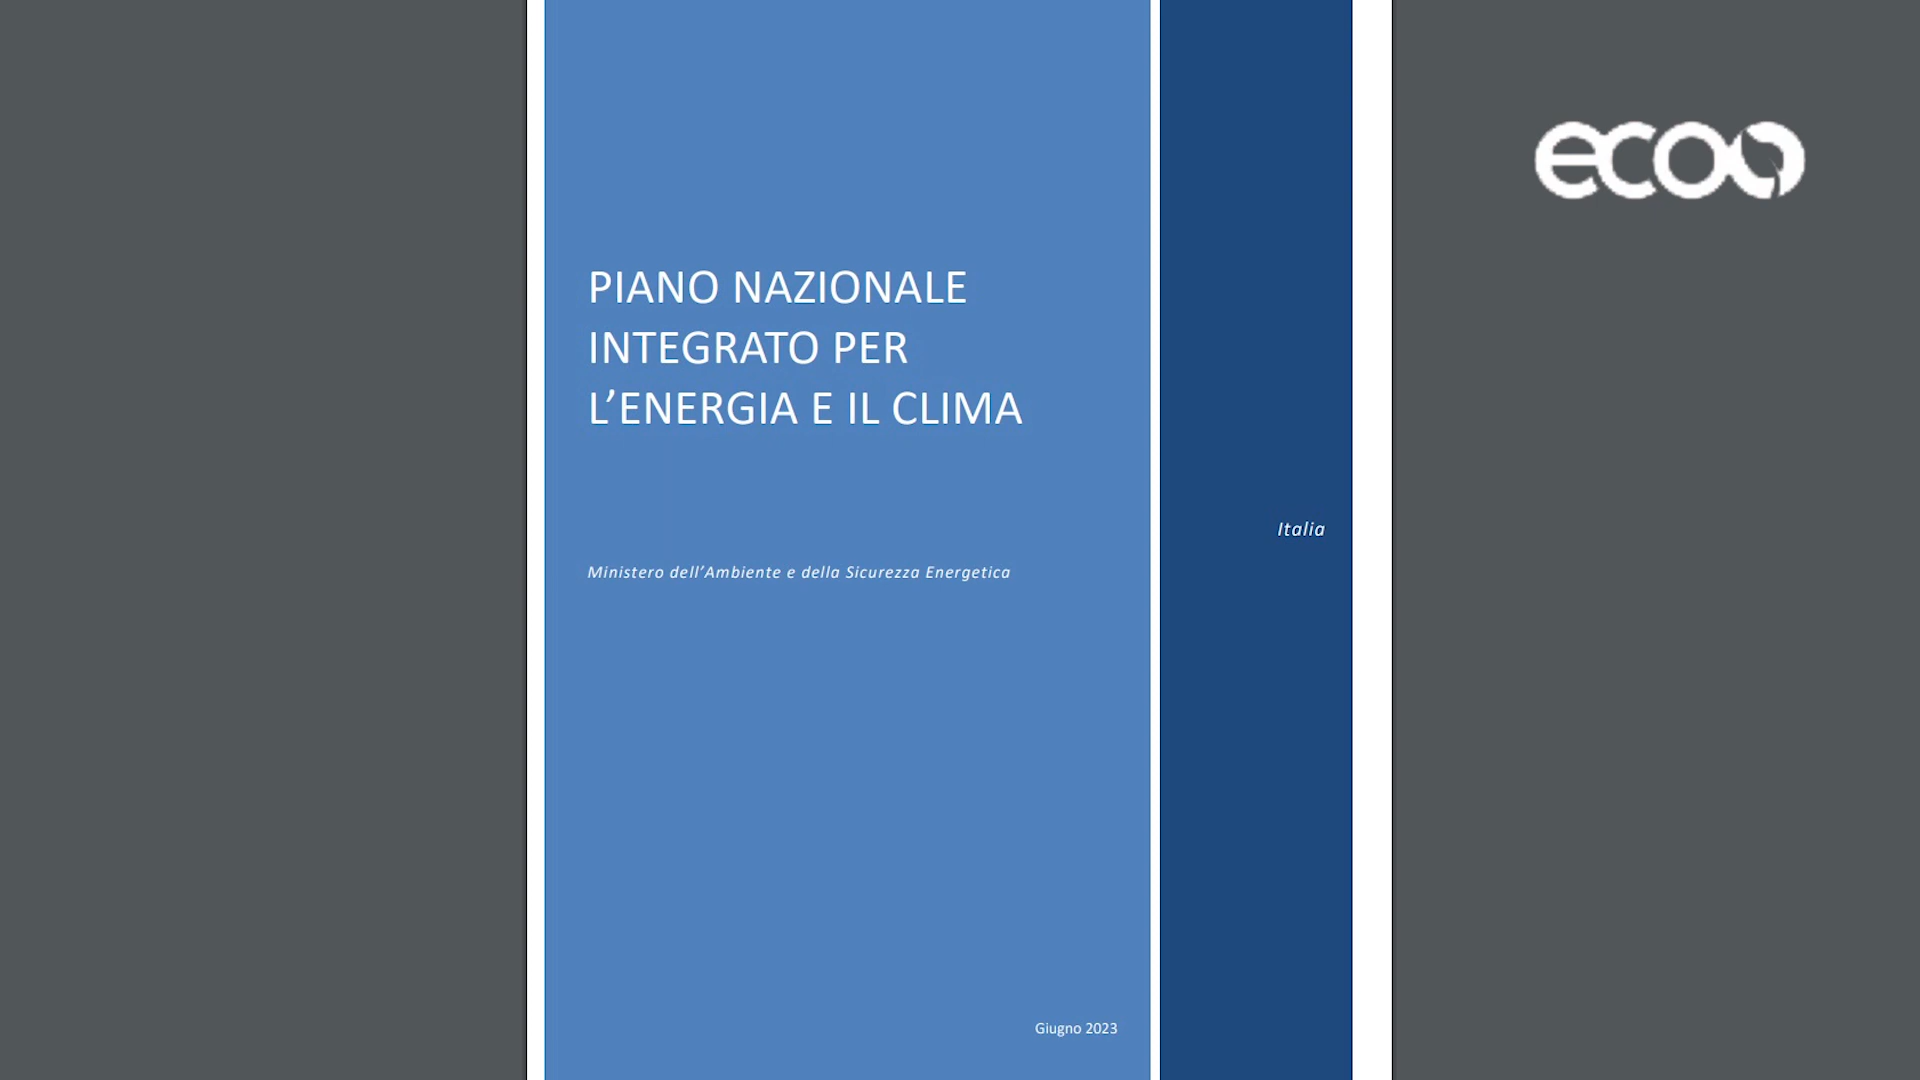 PIANO NAZIONALE
INTEGRATO PER
L’ENERGIA E IL CLIMA
Italia
Ministero dell’Ambiente e della Sicurezza Energetica
Giugno 2023
eco